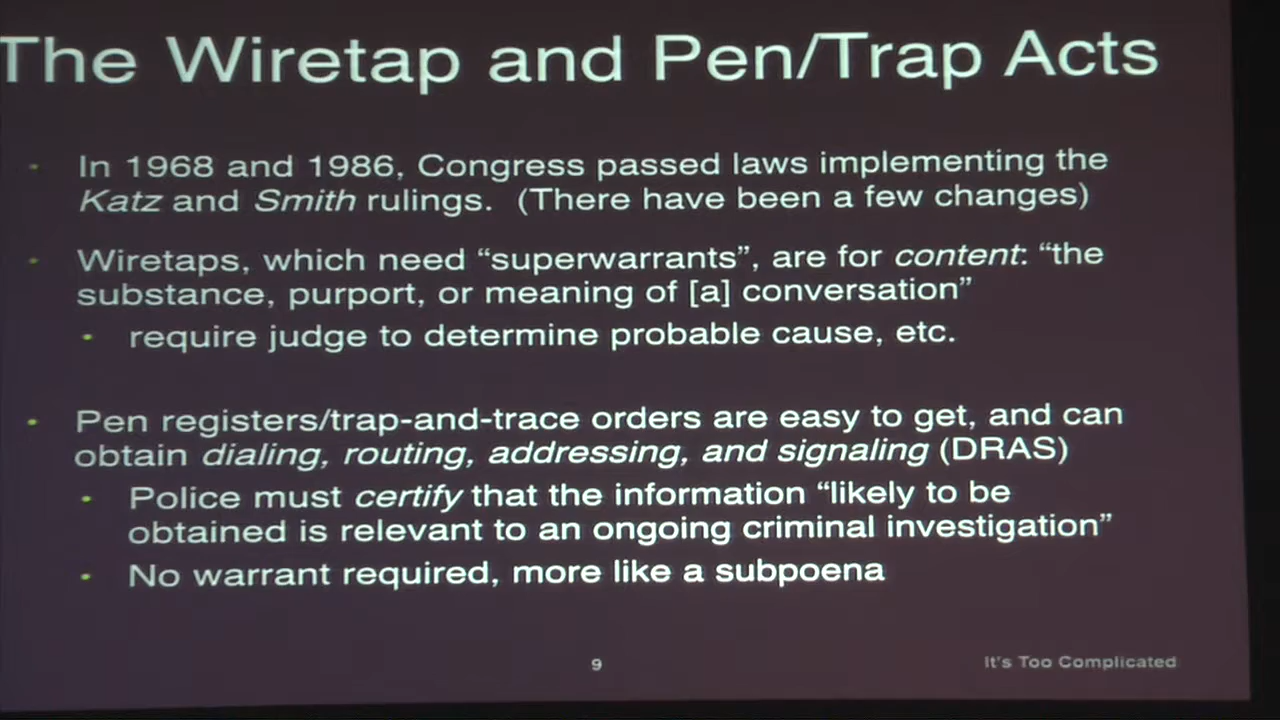 The Wiretap and Pen/Trap Acts
• In 1968 and 1986, Congress passed laws implementing the
Katz and Smith rulings. (There have been a few changes)
• Wiretaps, which need “superwarrants”, are for content: “the
substance, purport, or meaning of [a] conversation”
• require judge to determine probable cause, etc.
• Pen registers/trap-and-trace orders are easy to get, and can
obtain dialing, routing, addressing, and signaling (DRAS)
• Police must certify that the information “likely to be
obtained is relevant to an ongoing criminal investigation”
• No warrant required, more like a subpoena
9
It's Too Complicated